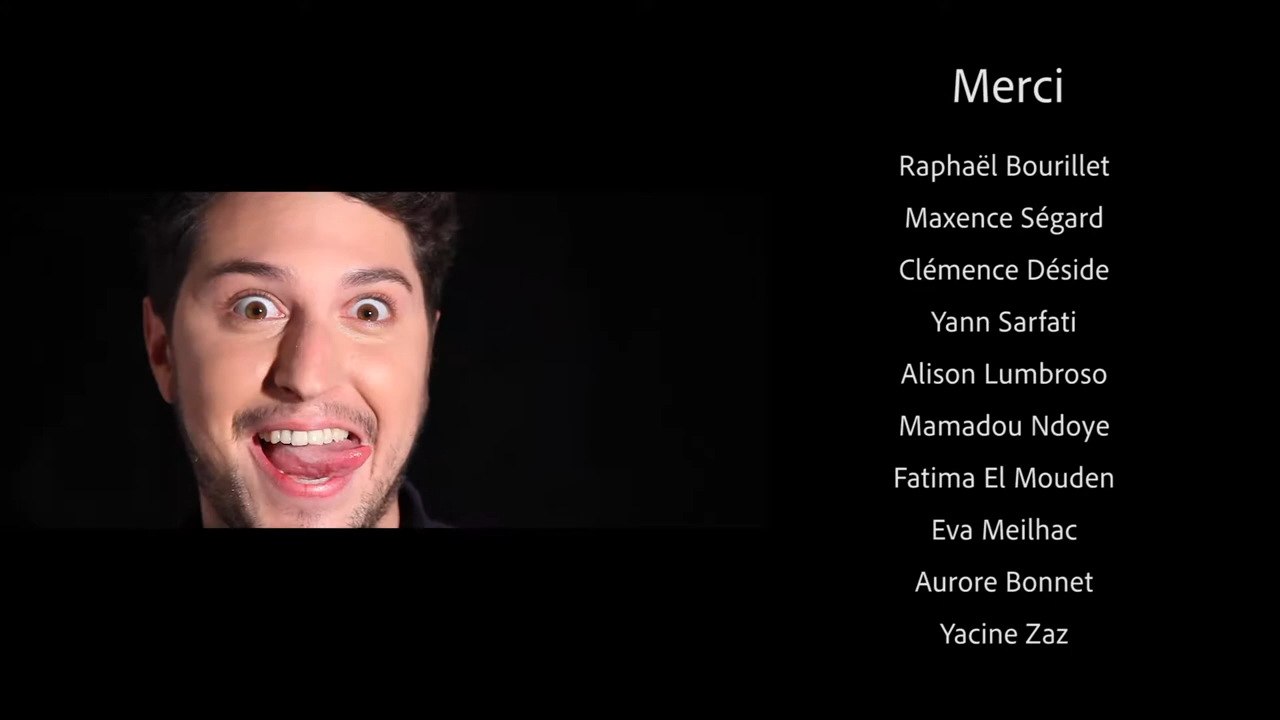 Merci
Raphaël Bourillet
Maxence Ségard
Clémence Déside
Yann Sarfati
Alison Lumbroso
Mamadou Ndoye
Fatima El Mouden
Eva Meilhac
Aurore Bonnet
Yacine Zaz